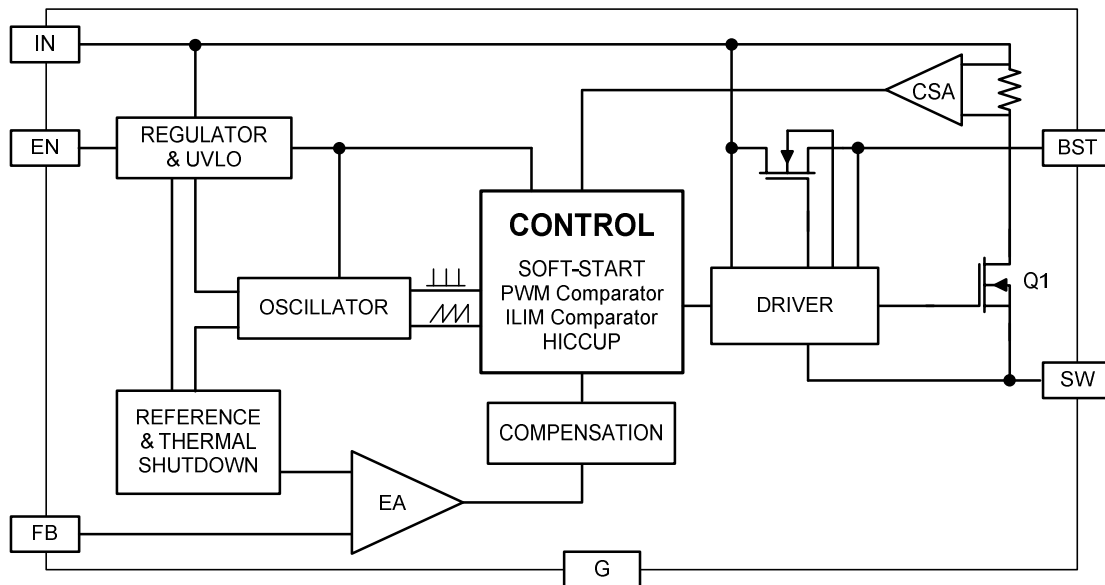 IN
EN
REGULATOR
& UVLO
CSA
BST
CONTROL
SOFT-START
PWM Comparator
ILIM Comparator
HICCUP
OSCILLATOR
DRIVER
Q1
SW
REFERENCE
& THERMAL
SHUTDOWN
COMPENSATION
EA
FB
G